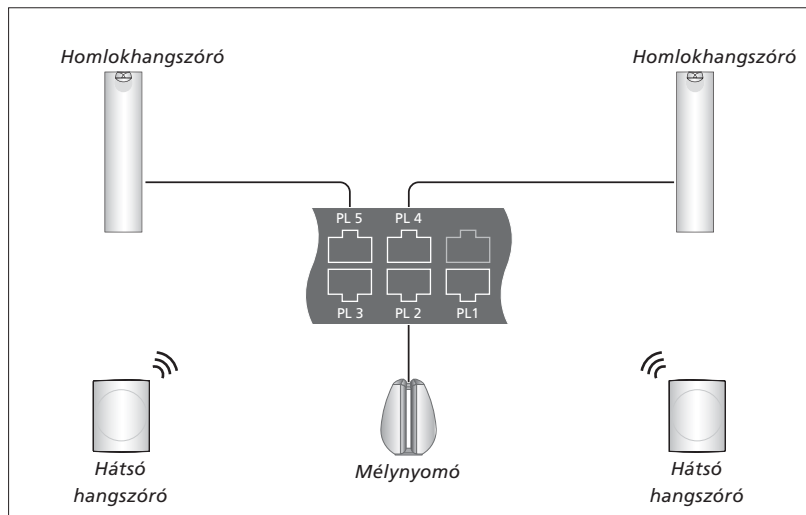 Homlokhangszóró
Homlokhangszóró
PL 5
PL 4
PL 3
PL 2
PL1
Hátsó
hangszóró
Mélynyomó
Hátsó
hangszóró